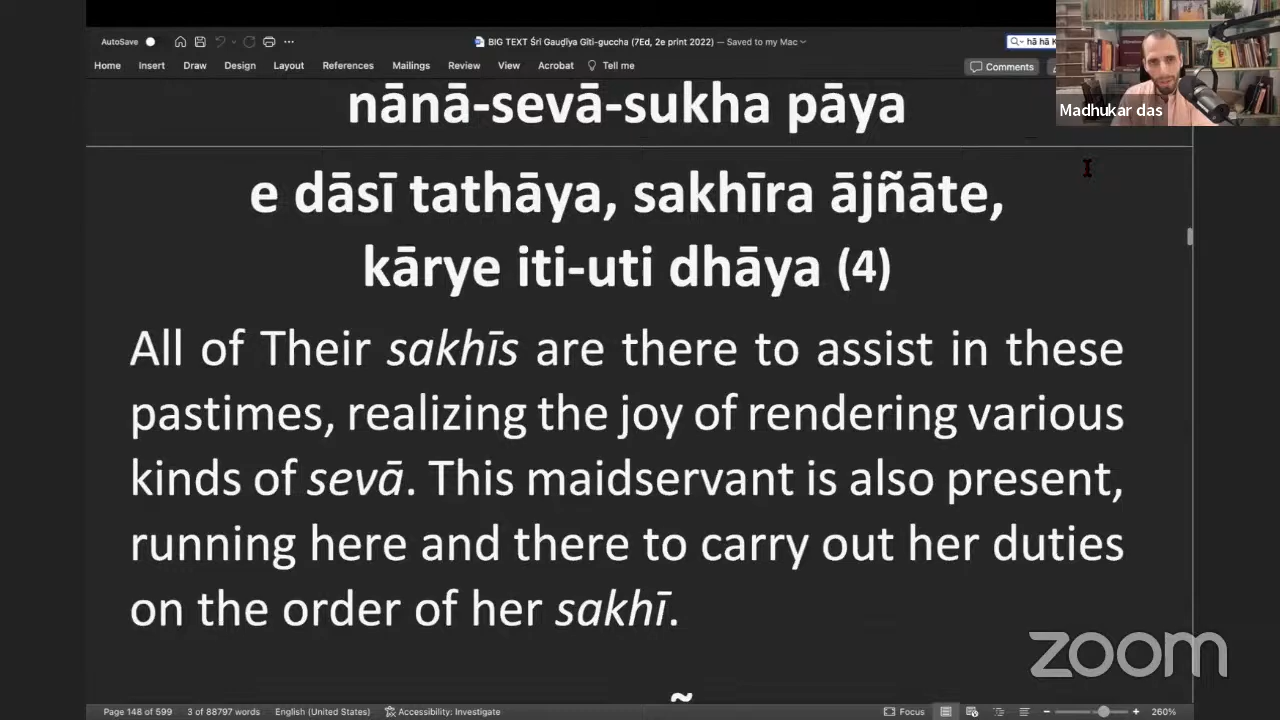 AutoSave
BIG TEXT Śrī Gauḍīya Gīti-guccha (7Ed, 2e print 2022) — Saved to my Mac
hā hā K
Home Insert Draw Design Layout References Mailings Review View Acrobat Tell me
Comments
Madhukar das
nānā-sevā-sukha pāya
e dāsī tathāya, sakhīra ājñāte,
kārye iti-uti dhāya (4)
All of Their sakhīs are there to assist in these
pastimes, realizing the joy of rendering various
kinds of sevā. This maidservant is also present,
running here and there to carry out her duties
on the order of her sakhī.
zoom
Page 148 of 599 3 of 88797 words English (United States) Accessibility: Investigate Focus 260%